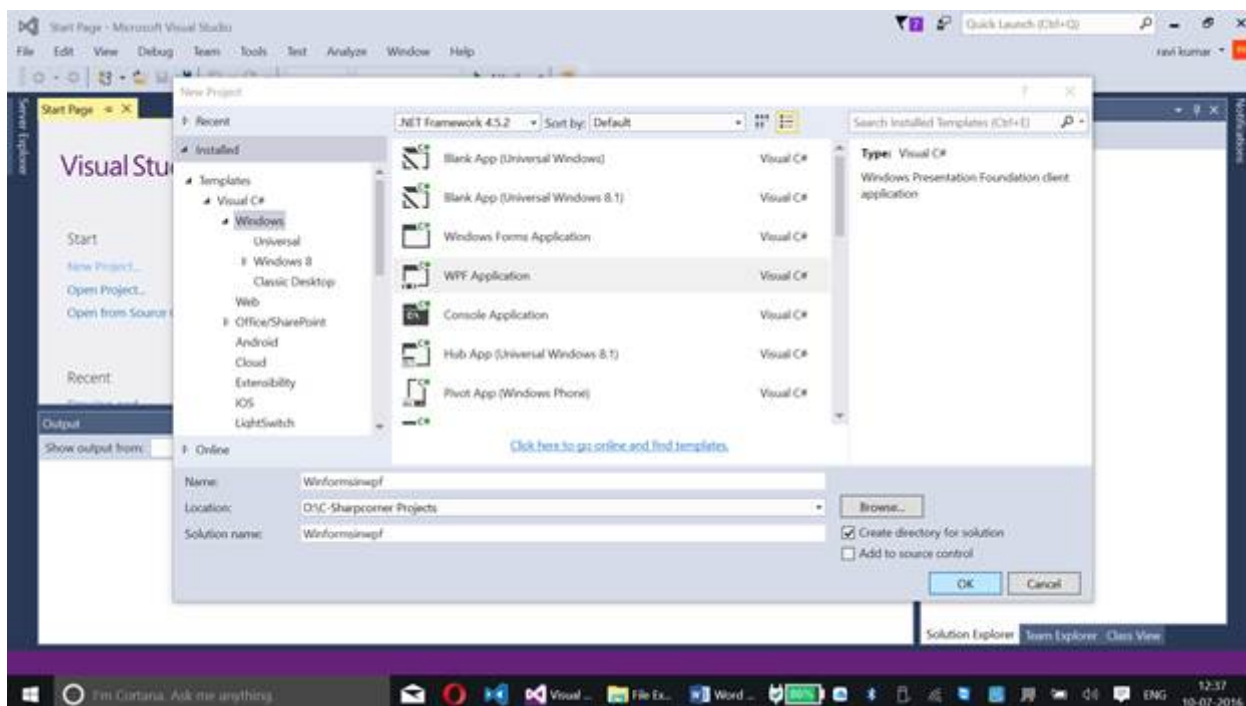 Start Page - Microsoft Visual Studio
7
Quick Launch (Ctrl+Q)
File Edit View Debug Team Tools Test Analyze Window Help
ravi kumar
Server Explorer
Start Page
Notifications
Visual Stu
Start
New Project...
Open Project...
Open from Source
Recent
Output
Show output from:
New Project
? ×
Recent
.NET Framework 4.5.2
Sort by: Default
Search Installed Templates (Ctrl+E)
Installed
Templates
Visual C#
Windows
Universal
Windows 8
Classic Desktop
Web
Office/SharePoint
Android
Cloud
Extensibility
iOS
LightSwitch
Online
Blank App (Universal Windows) Visual C#
Blank App (Universal Windows 8.1) Visual C#
Windows Forms Application Visual C#
WPF Application Visual C#
Console Application Visual C#
Hub App (Universal Windows 8.1) Visual C#
Pivot App (Windows Phone) Visual C#
Click here to go online and find templates.
Type: Visual C#
Windows Presentation Foundation client
application
Name: Winformsinwpf
Location: D:\C-Sharpcorner Projects
Browse...
Solution name: Winformsinwpf
Create directory for solution
Add to source control
OK Cancel
Solution Explorer Team Explorer Class View
I'm Cortana. Ask me anything.
Visual ...
File Ex...
Word ...
ENG
12:37
10-07-2016